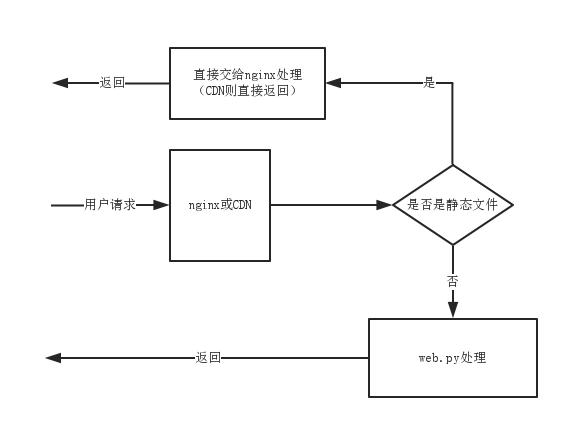 直接交给nginx处理
（CDN则直接返回）
返回
是
用户请求
nginx或CDN
是否是静态文件
否
返回
web.py处理